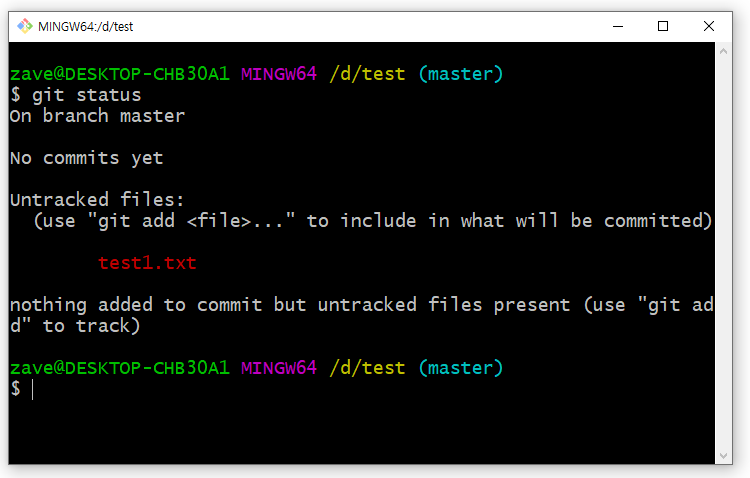 MINGW64:/d/test
zave@DESKTOP-CHB30A1 MINGW64 /d/test (master)
$ git status
On branch master
No commits yet
Untracked files:
  (use "git add <file>..." to include in what will be committed)
        test1.txt
nothing added to commit but untracked files present (use "git ad
d" to track)
zave@DESKTOP-CHB30A1 MINGW64 /d/test (master)
$